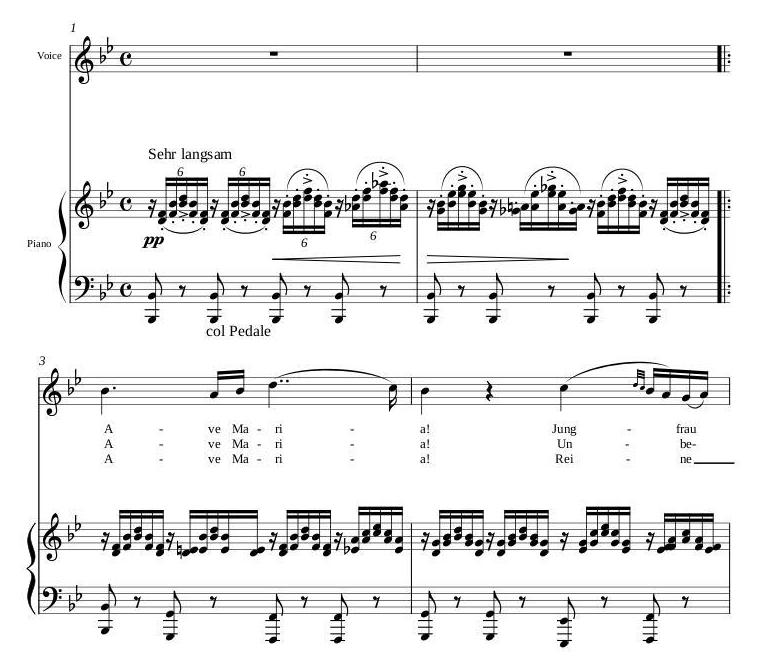 1
Voice
Sehr langsam
6 6
6 6
pp
Piano
col Pedale
3
A - ve Ma - ri - a! Jung - frau
A - ve Ma - ri - a! Un - be-
A - ve Ma - ri - a! Rei - ne